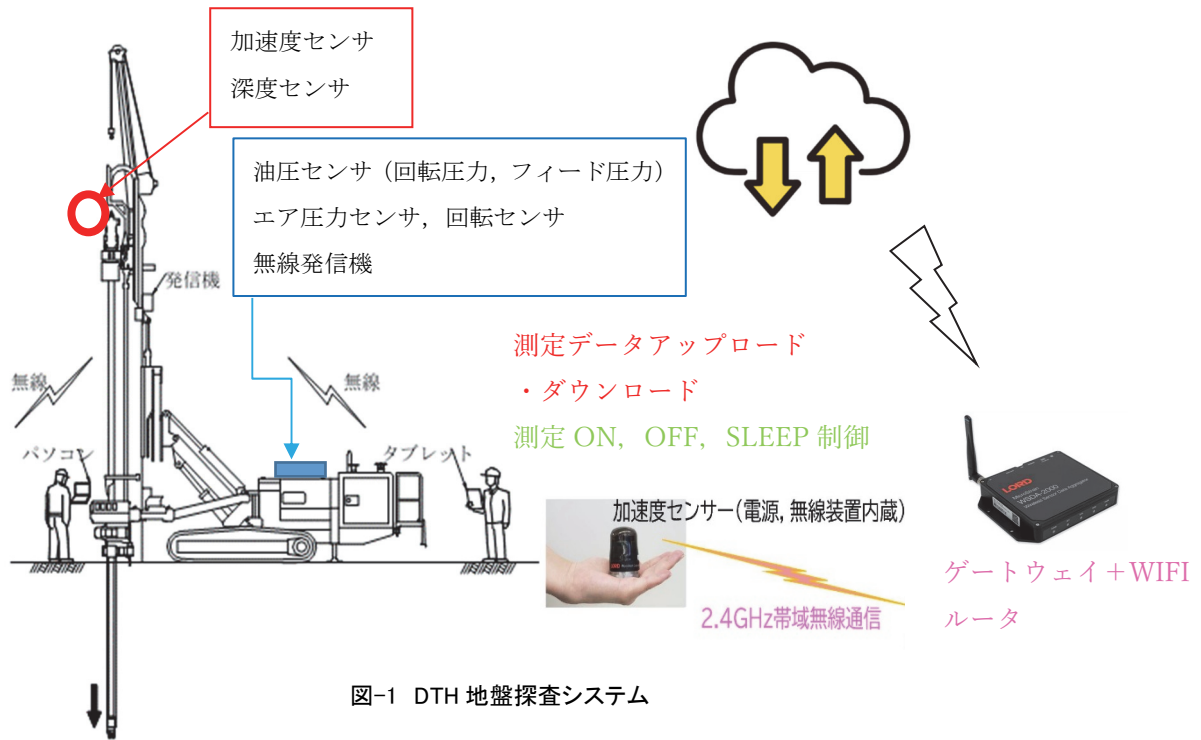 加速度センサ
深度センサ
油圧センサ（回転圧力，フィード圧力）
エア圧力センサ，回転センサ
無線発信機
発信機
無線
無線
パソコン
タブレット
測定データアップロード
・ダウンロード
測定 ON，OFF，SLEEP 制御
加速度センサー(電源，無線装置内蔵)
2.4GHz帯域無線通信
LORD
WSDA-2000
ゲートウェイ＋WIFI
ルータ
図-1 DTH 地盤探査システム